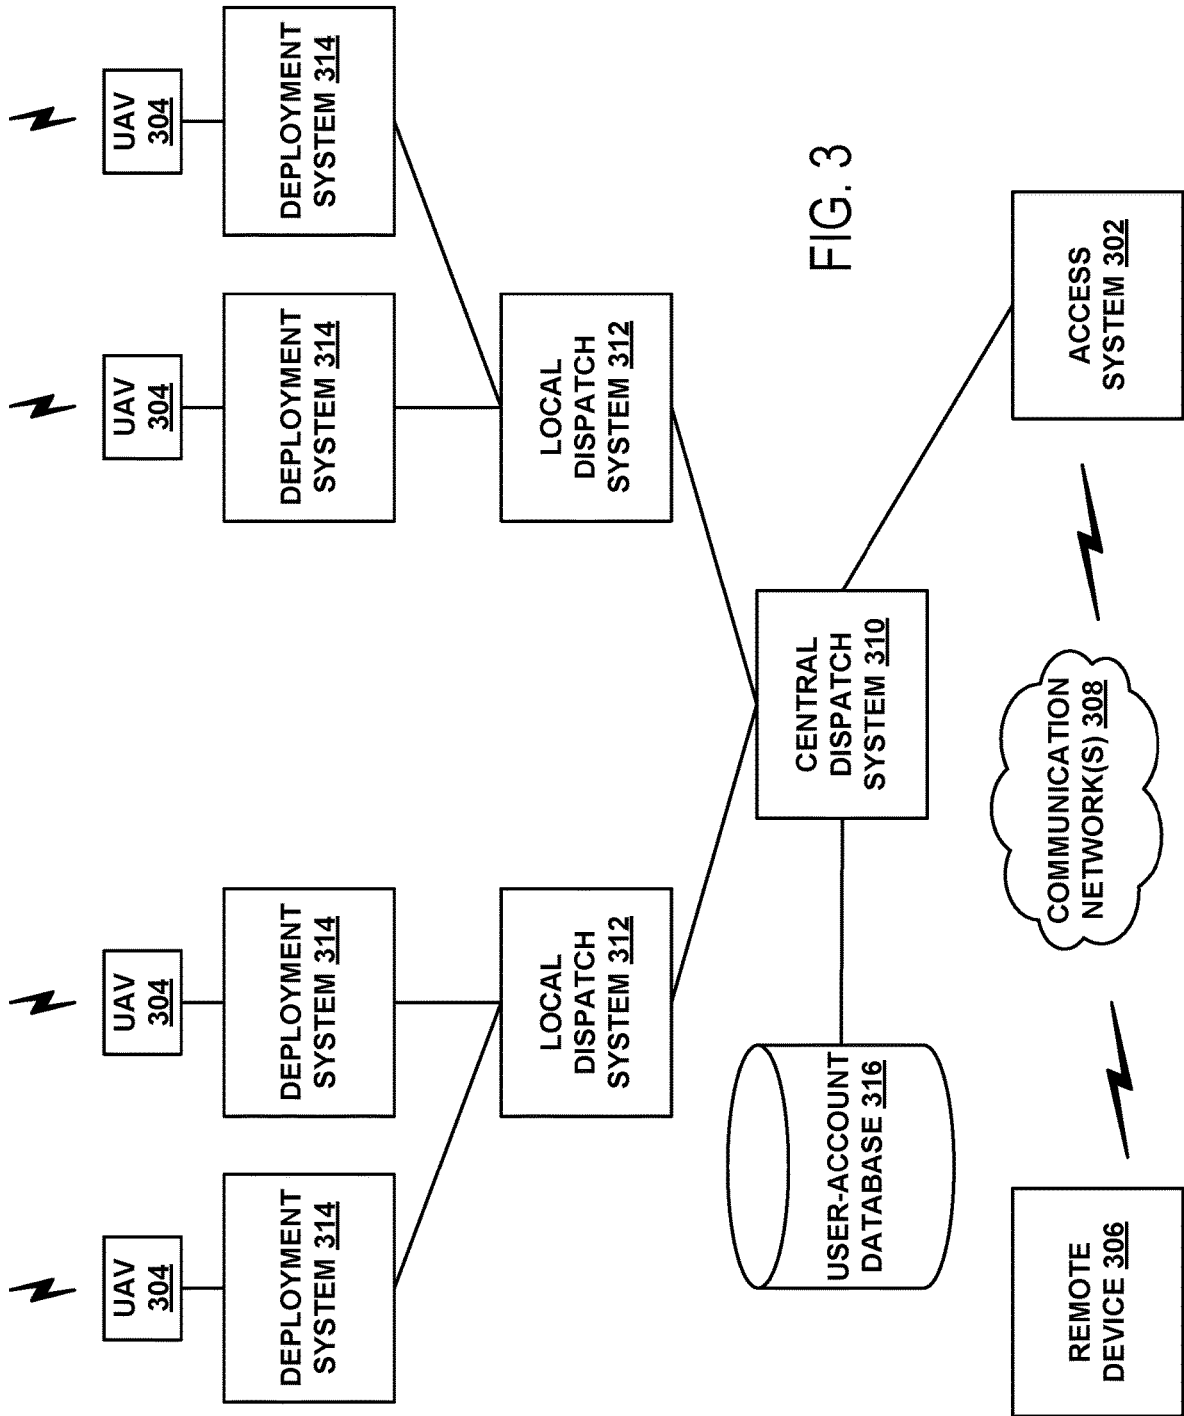 UAV
304
UAV
304
UAV
304
UAV
304
DEPLOYMENT
SYSTEM 314
DEPLOYMENT
SYSTEM 314
DEPLOYMENT
SYSTEM 314
DEPLOYMENT
SYSTEM 314
LOCAL
DISPATCH
SYSTEM 312
LOCAL
DISPATCH
SYSTEM 312
USER-ACCOUNT
DATABASE 316
CENTRAL
DISPATCH
SYSTEM 310
FIG. 3
REMOTE
DEVICE 306
COMMUNICATION
NETWORK(S) 308
ACCESS
SYSTEM 302